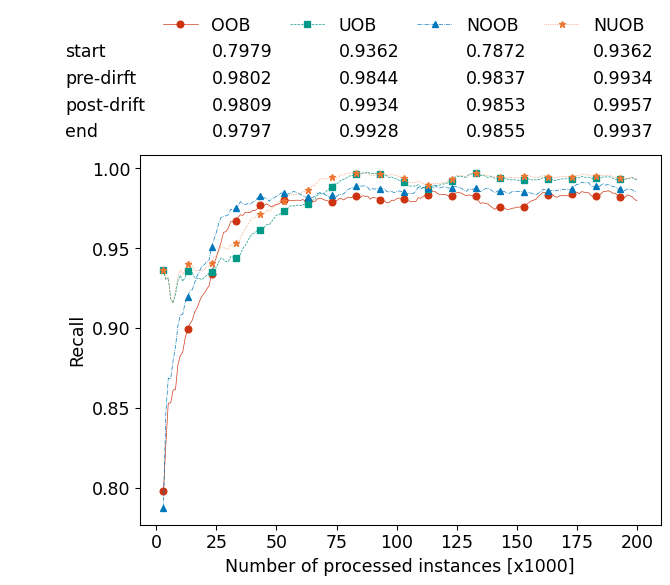 OOB UOB NOOB NUOB
start 0.7979 0.9362 0.7872 0.9362
pre-dirft 0.9802 0.9844 0.9837 0.9934
post-drift 0.9809 0.9934 0.9853 0.9957
end 0.9797 0.9928 0.9855 0.9937
1.00
0.95
0.90
0.85
0.80
Recall
0 25 50 75 100 125 150 175 200
Number of processed instances [x1000]